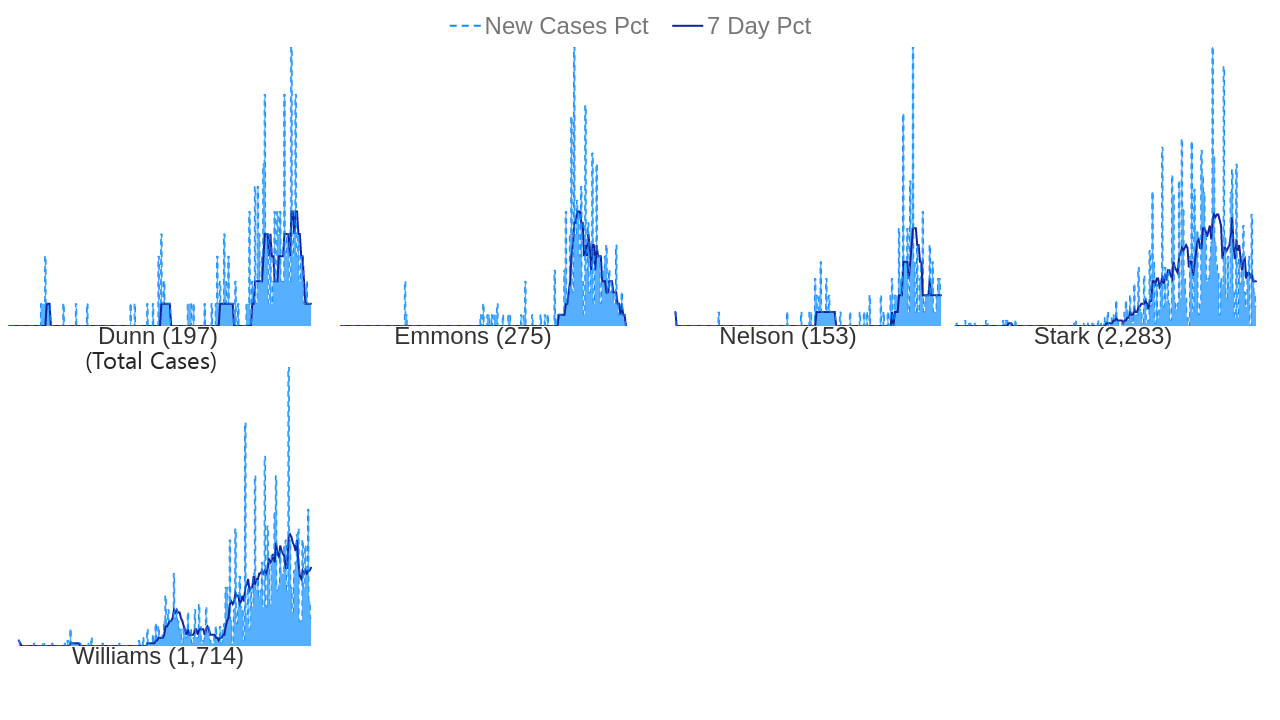 New Cases Pct 7 Day Pct
Dunn (197)
(Total Cases)
Emmons (275)
Nelson (153)
Stark (2,283)
Williams (1,714)